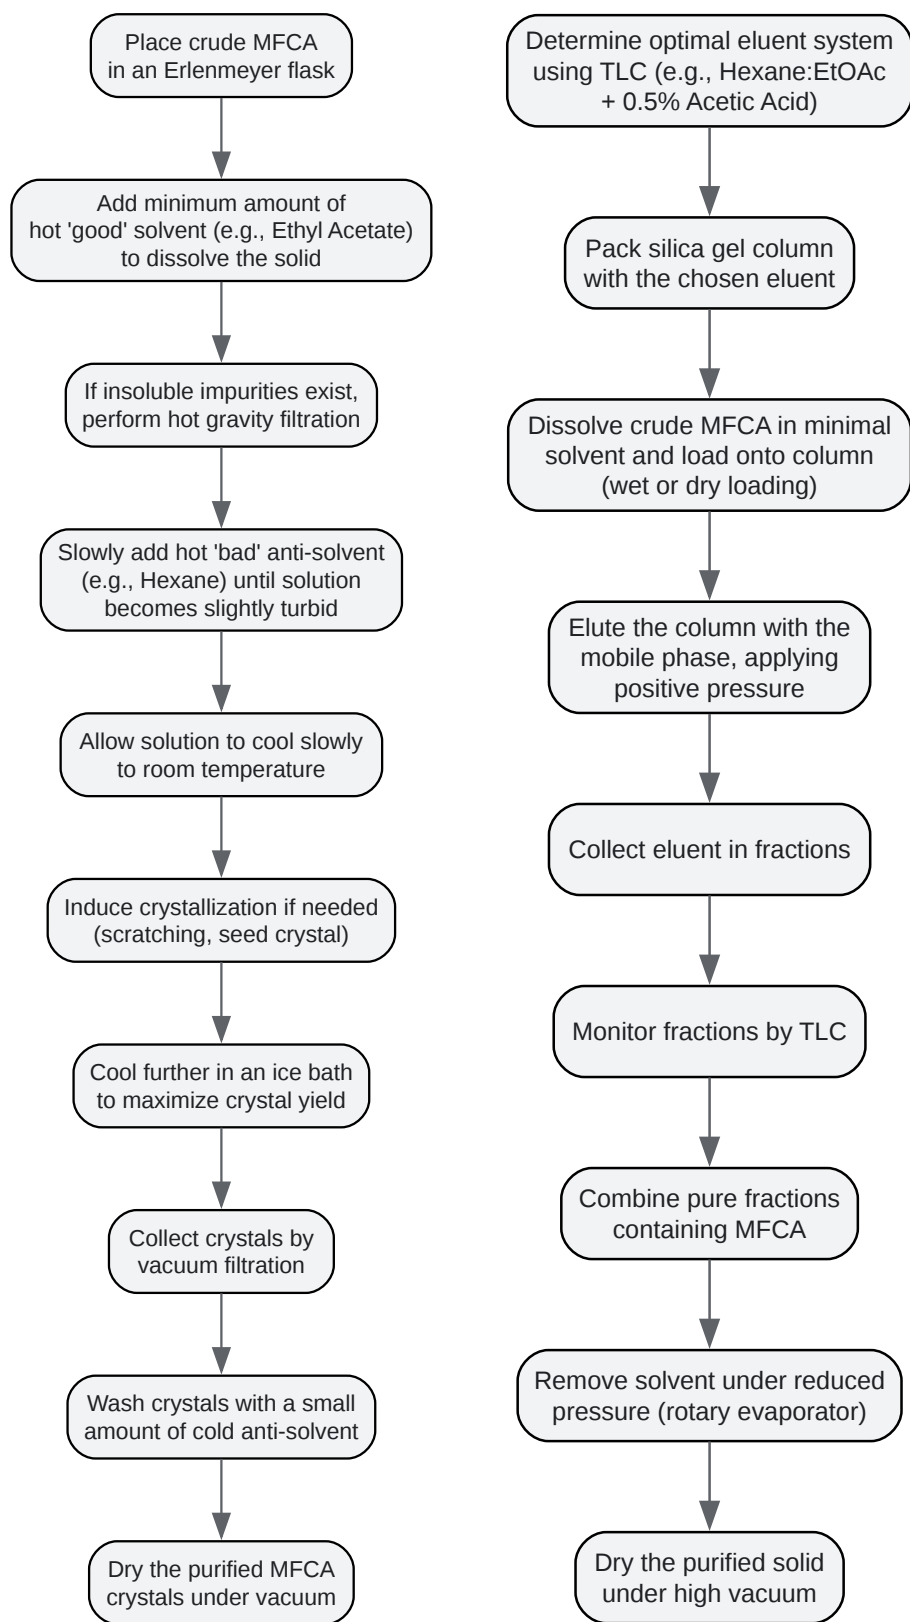 Place crude MFCA
in an Erlenmeyer flask
Add minimum amount of
hot 'good' solvent (e.g., Ethyl Acetate)
to dissolve the solid
If insoluble impurities exist,
perform hot gravity filtration
Slowly add hot 'bad' anti-solvent
(e.g., Hexane) until solution
becomes slightly turbid
Allow solution to cool slowly
to room temperature
Induce crystallization if needed
(scratching, seed crystal)
Cool further in an ice bath
to maximize crystal yield
Collect crystals by
vacuum filtration
Wash crystals with a small
amount of cold anti-solvent
Dry the purified MFCA
crystals under vacuum
Determine optimal eluent system
using TLC (e.g., Hexane:EtOAc
+ 0.5% Acetic Acid)
Pack silica gel column
with the chosen eluent
Dissolve crude MFCA in minimal
solvent and load onto column
(wet or dry loading)
Elute the column with the
mobile phase, applying
positive pressure
Collect eluent in fractions
Monitor fractions by TLC
Combine pure fractions
containing MFCA
Remove solvent under reduced
pressure (rotary evaporator)
Dry the purified solid
under high vacuum